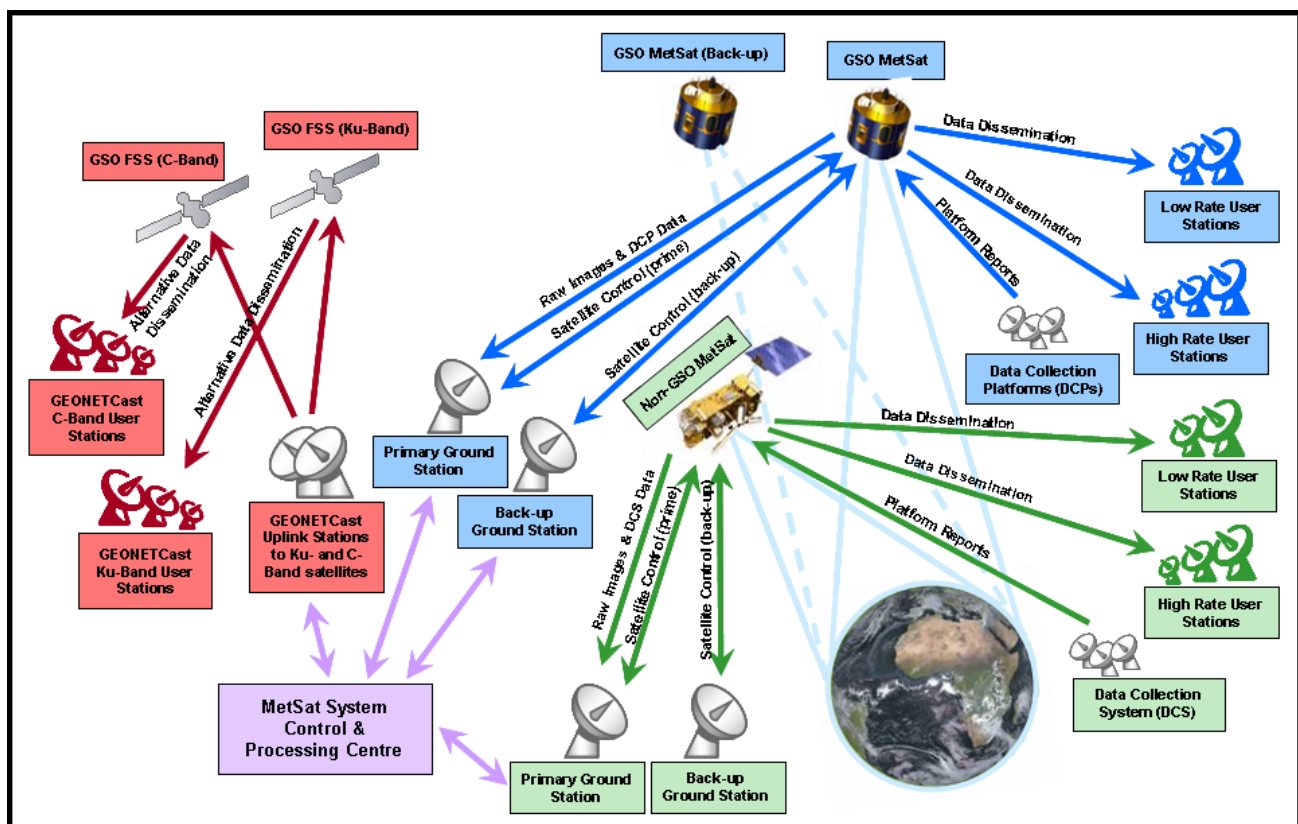 GSO MetSat (Back-up)
GSO MetSat
GSO FSS (Ku-Band)
GSO FSS (C-Band)
Data Dissemination
Data Dissemination
Platform Reports
Low Rate User
Stations
High Rate User
Stations
Data Collection
Platforms (DCPs)
Raw Images & DCP Data
Satellite Control (prime)
Satellite Control (back-up)
Alternative Data
Dissemination
Alternative Data Dissemination
GEONETCast
C-Band User
Stations
GEONETCast
Ku-Band User
Stations
GEONETCast
Uplink Stations
to Ku- and C-
Band satellites
Primary Ground
Station
Back-up
Ground Station
Non-GSO MetSat
Data Dissemination
Data Dissemination
Platform Reports
Low Rate User
Stations
High Rate User
Stations
Data Collection
System (DCS)
Raw Images & DCS Data
Satellite Control (prime)
Satellite Control (back-up)
MetSat System
Control &
Processing Centre
Primary Ground
Station
Back-up
Ground Station